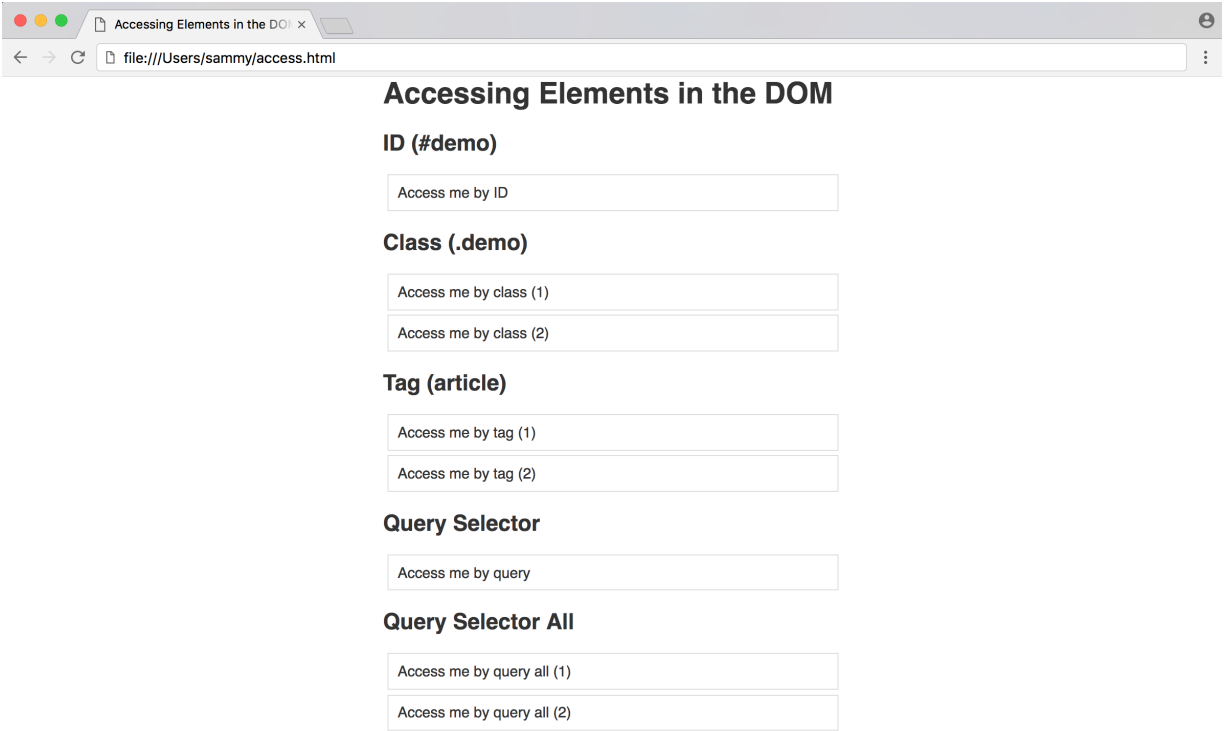 Accessing Elements in the DO
file:///Users/sammy/access.html
Accessing Elements in the DOM
ID (#demo)
Access me by ID
Class (.demo)
Access me by class (1)
Access me by class (2)
Tag (article)
Access me by tag (1)
Access me by tag (2)
Query Selector
Access me by query
Query Selector All
Access me by query all (1)
Access me by query all (2)